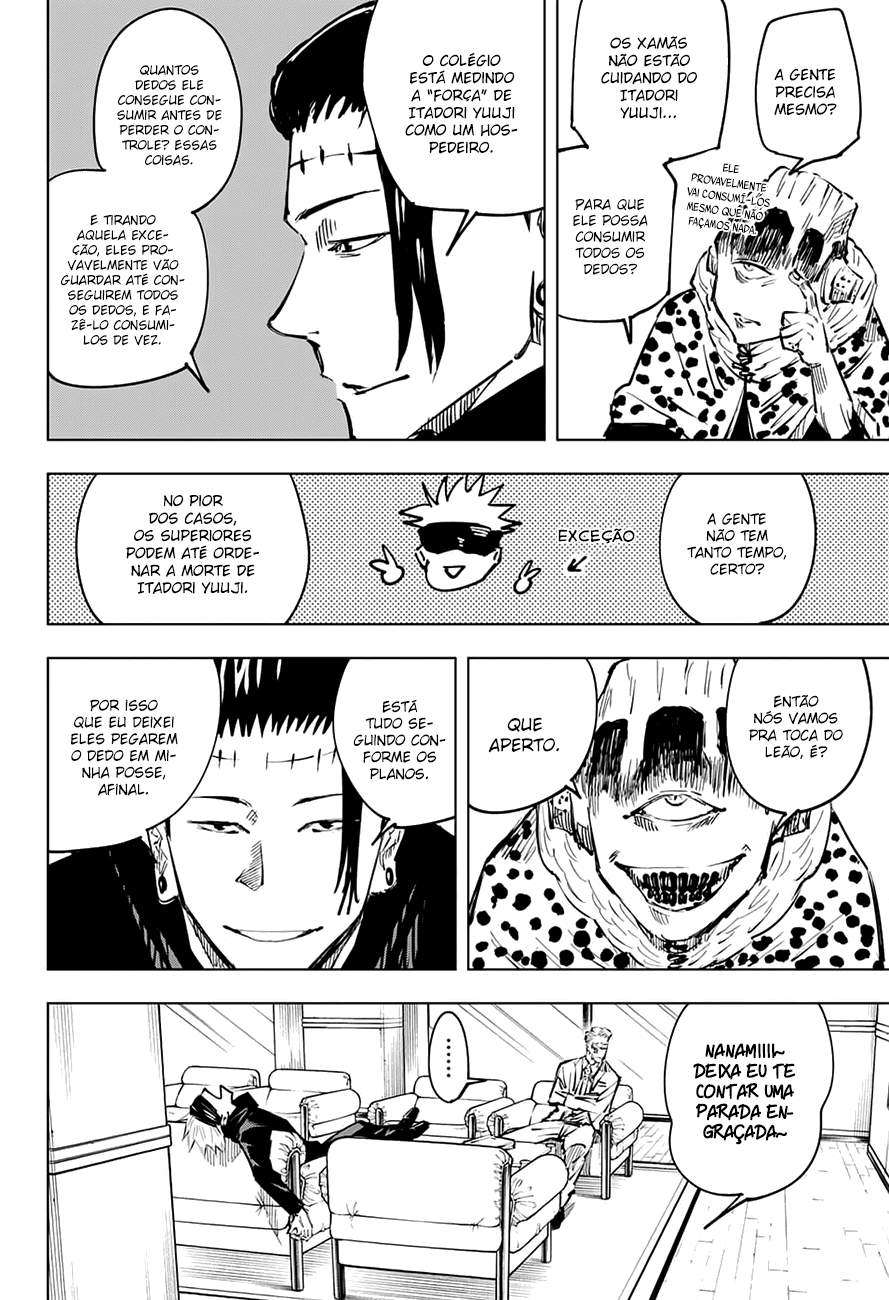 A GENTE
PRECISA
MESMO?
OS XAMÃS
NÃO ESTÃO
CUIDANDO DO
ITADORI
YUUJI...
PARA QUE
ELE POSSA
CONSUMIR
TODOS OS
DEDOS?
ELE
PROVAVELMENTE
VAI CONSUMÍ-LOS
MESMO QUE NÃO
FAÇAMOS NADA.
O COLÉGIO
ESTÁ MEDINDO
A "FORÇA" DE
ITADORI YUUJI
COMO UM HOS-
PEDEIRO.
QUANTOS
DEDOS ELE
CONSEGUE CON-
SUMIR ANTES DE
PERDER O CON-
TROLE? ESSAS
COISAS.
E TIRANDO
AQUELA EXCE-
ÇÃO, ELES PRO-
VAVELMENTE VÃO
GUARDAR ATÉ CON-
SEGUIREM TODOS
OS DEDOS, E FA-
ZÊ-LO CONSUMI-
LOS DE VEZ.
A GENTE
NÃO TEM
TANTO TEMPO,
CERTO?
EXCEÇÃO
NO PIOR
DOS CASOS,
OS SUPERIORES
PODEM ATÉ ORDE-
NAR A MORTE DE
ITADORI YUUJI.
ENTÃO
NÓS VAMOS
PRA TOCA DO
LEÃO, É?
QUE
APERTO.
ESTÁ
TUDO SE-
GUINDO CON-
FORME OS
PLANOS.
POR ISSO
QUE EU DEIXEI
ELES PEGAREM
O DEDO EM MI-
NHA POSSE,
AFINAL.
NANAMIIII~
DEIXA EU TE
CONTAR UMA
PARADA EN-
GRAÇADA~
......